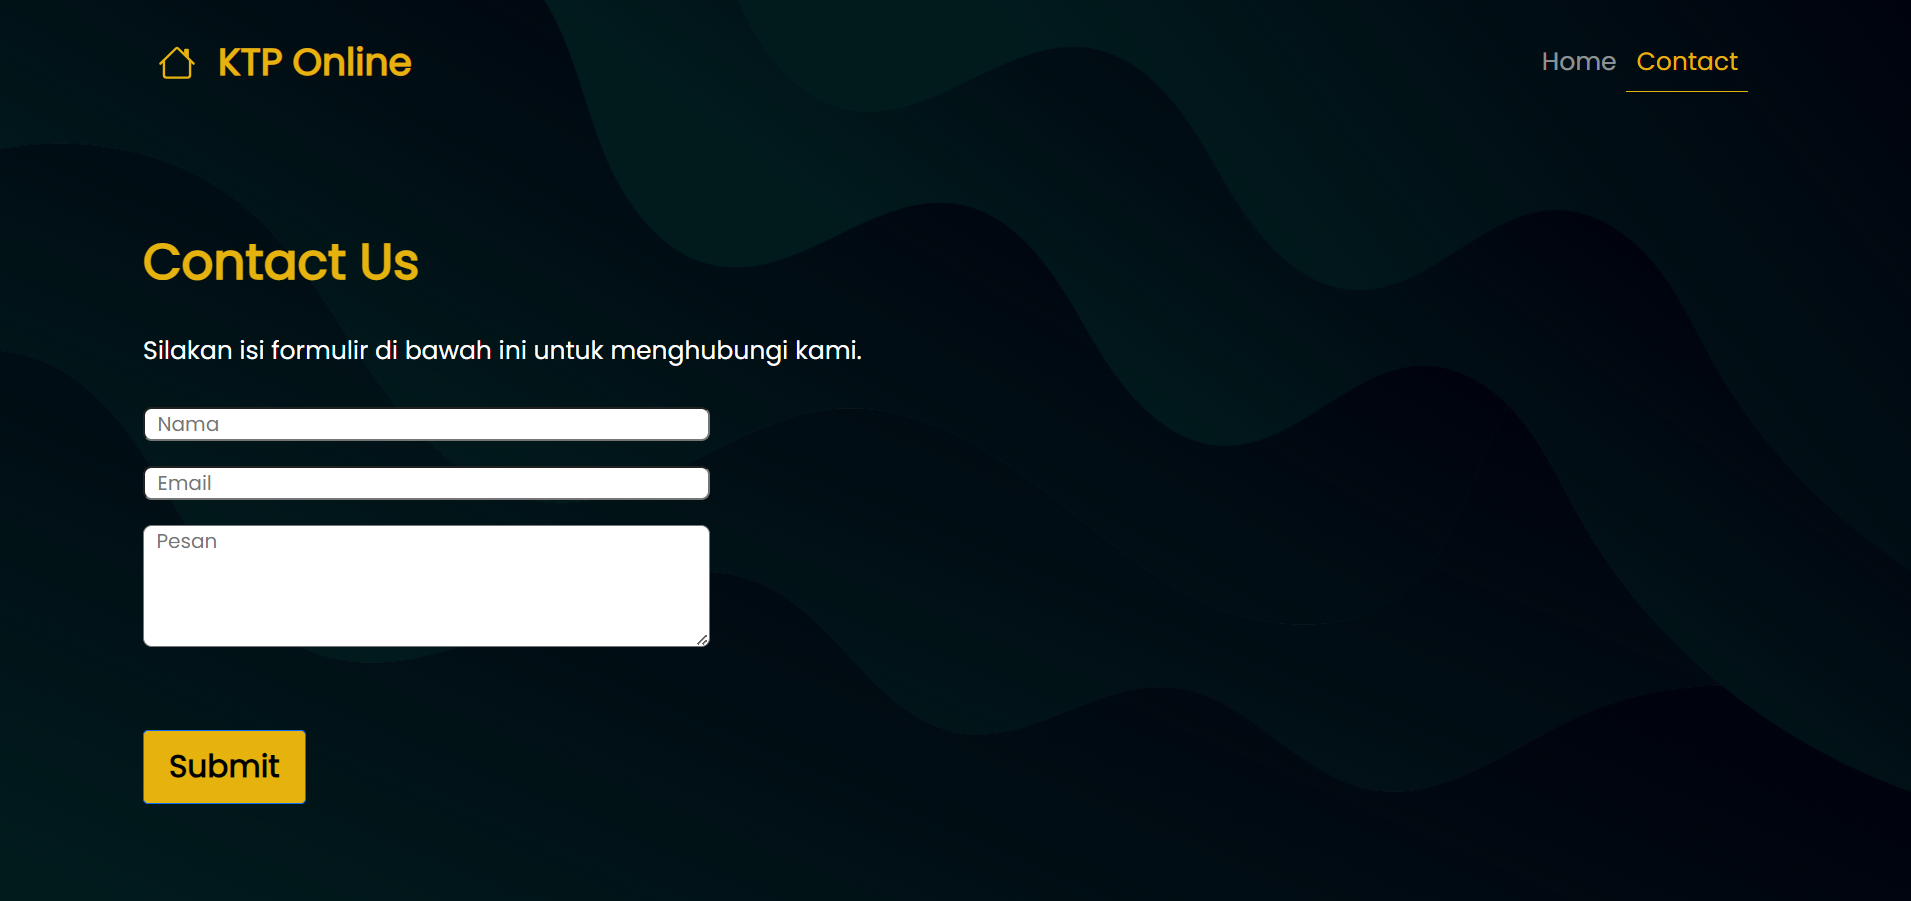 KTP Online
Home Contact
Contact Us
Silakan isi formulir di bawah ini untuk menghubungi kami.
Nama
Email
Pesan
Submit